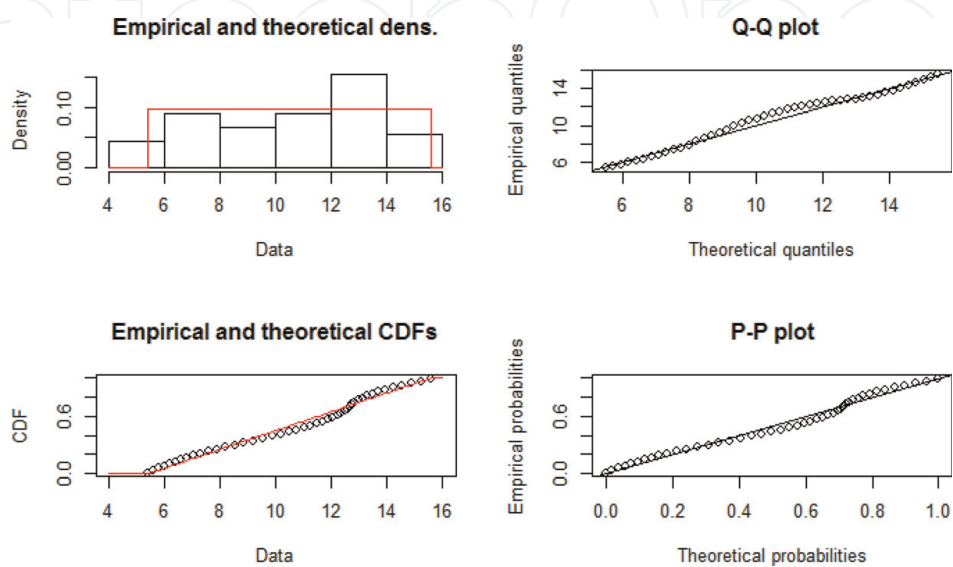 Empirical and theoretical dens.
Density
0.00
0.10
4 6 8 10 12 14 16
Data
Q-Q plot
Empirical quantiles
6 10 14
6 8 10 12 14
Theoretical quantiles
Empirical and theoretical CDFs
CDF
0.0 0.6
4 6 8 10 12 14 16
Data
P-P plot
Empirical probabilities
0.0 0.6
0.0 0.2 0.4 0.6 0.8 1.0
Theoretical probabilities